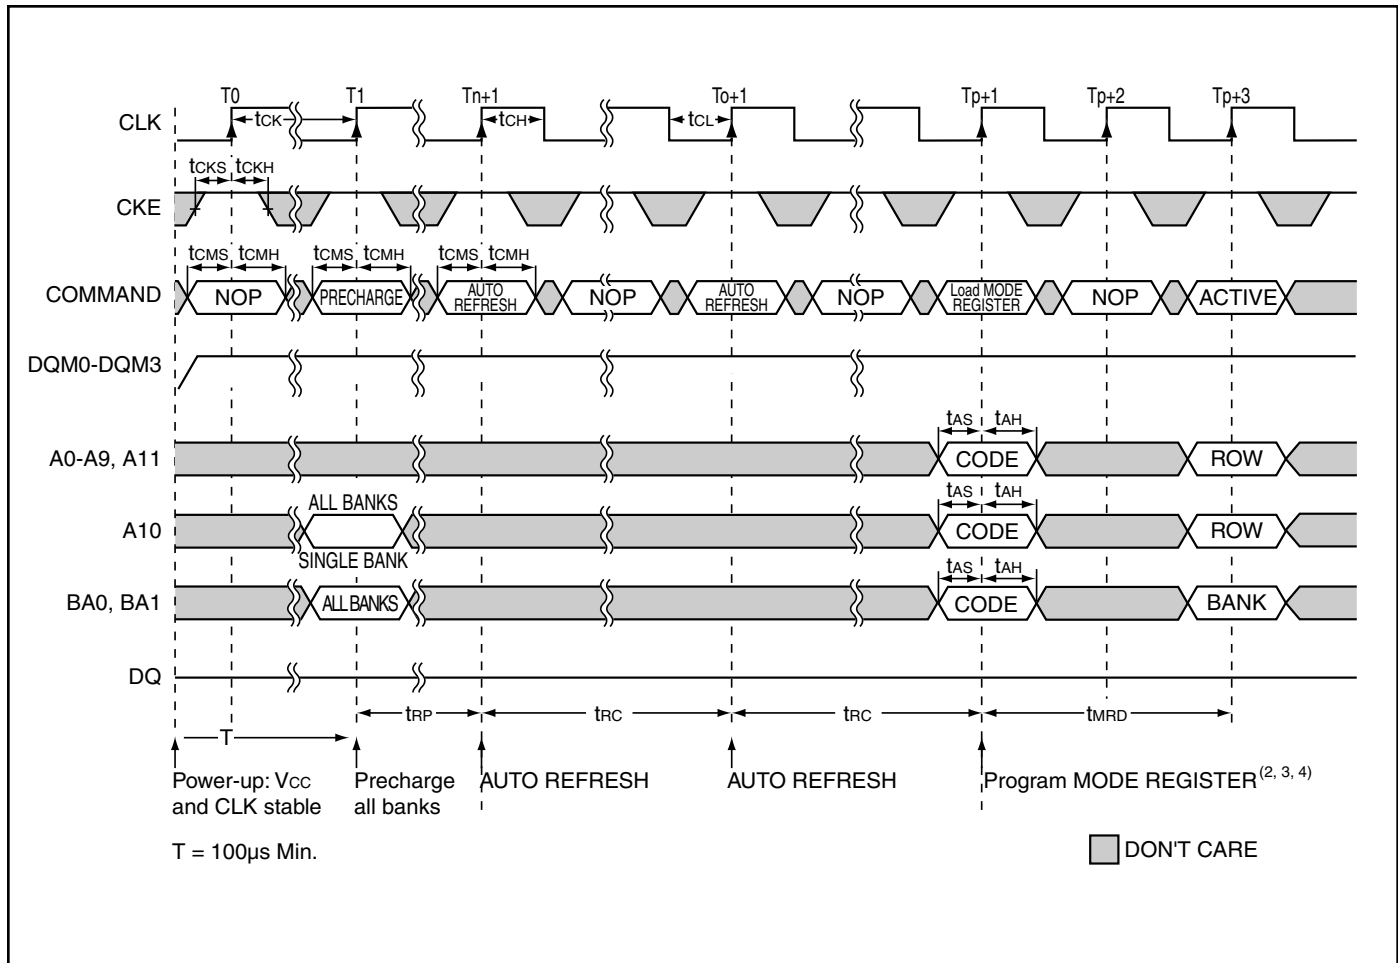 T0 T1 Tn+1 To+1 Tp+1 Tp+2 Tp+3
CLK tCK tCH tCL
tCKS tCKH
CKE
tCMS tCMH tCMS tCMH tCMS tCMH
COMMAND NOP PRECHARGE AUTO REFRESH NOP AUTO REFRESH NOP Load MODE REGISTER NOP ACTIVE
DQM0-DQM3
tAS tAH
A0-A9, A11 CODE ROW
ALL BANKS tAS tAH
A10 CODE ROW
SINGLE BANK tAS tAH
BA0, BA1 ALL BANKS CODE BANK
DQ
tRP tRC tRC tMRD
T
Power-up: VCC Precharge AUTO REFRESH AUTO REFRESH Program MODE REGISTER(2, 3, 4)
and CLK stable all banks
T = 100µs Min. DON'T CARE